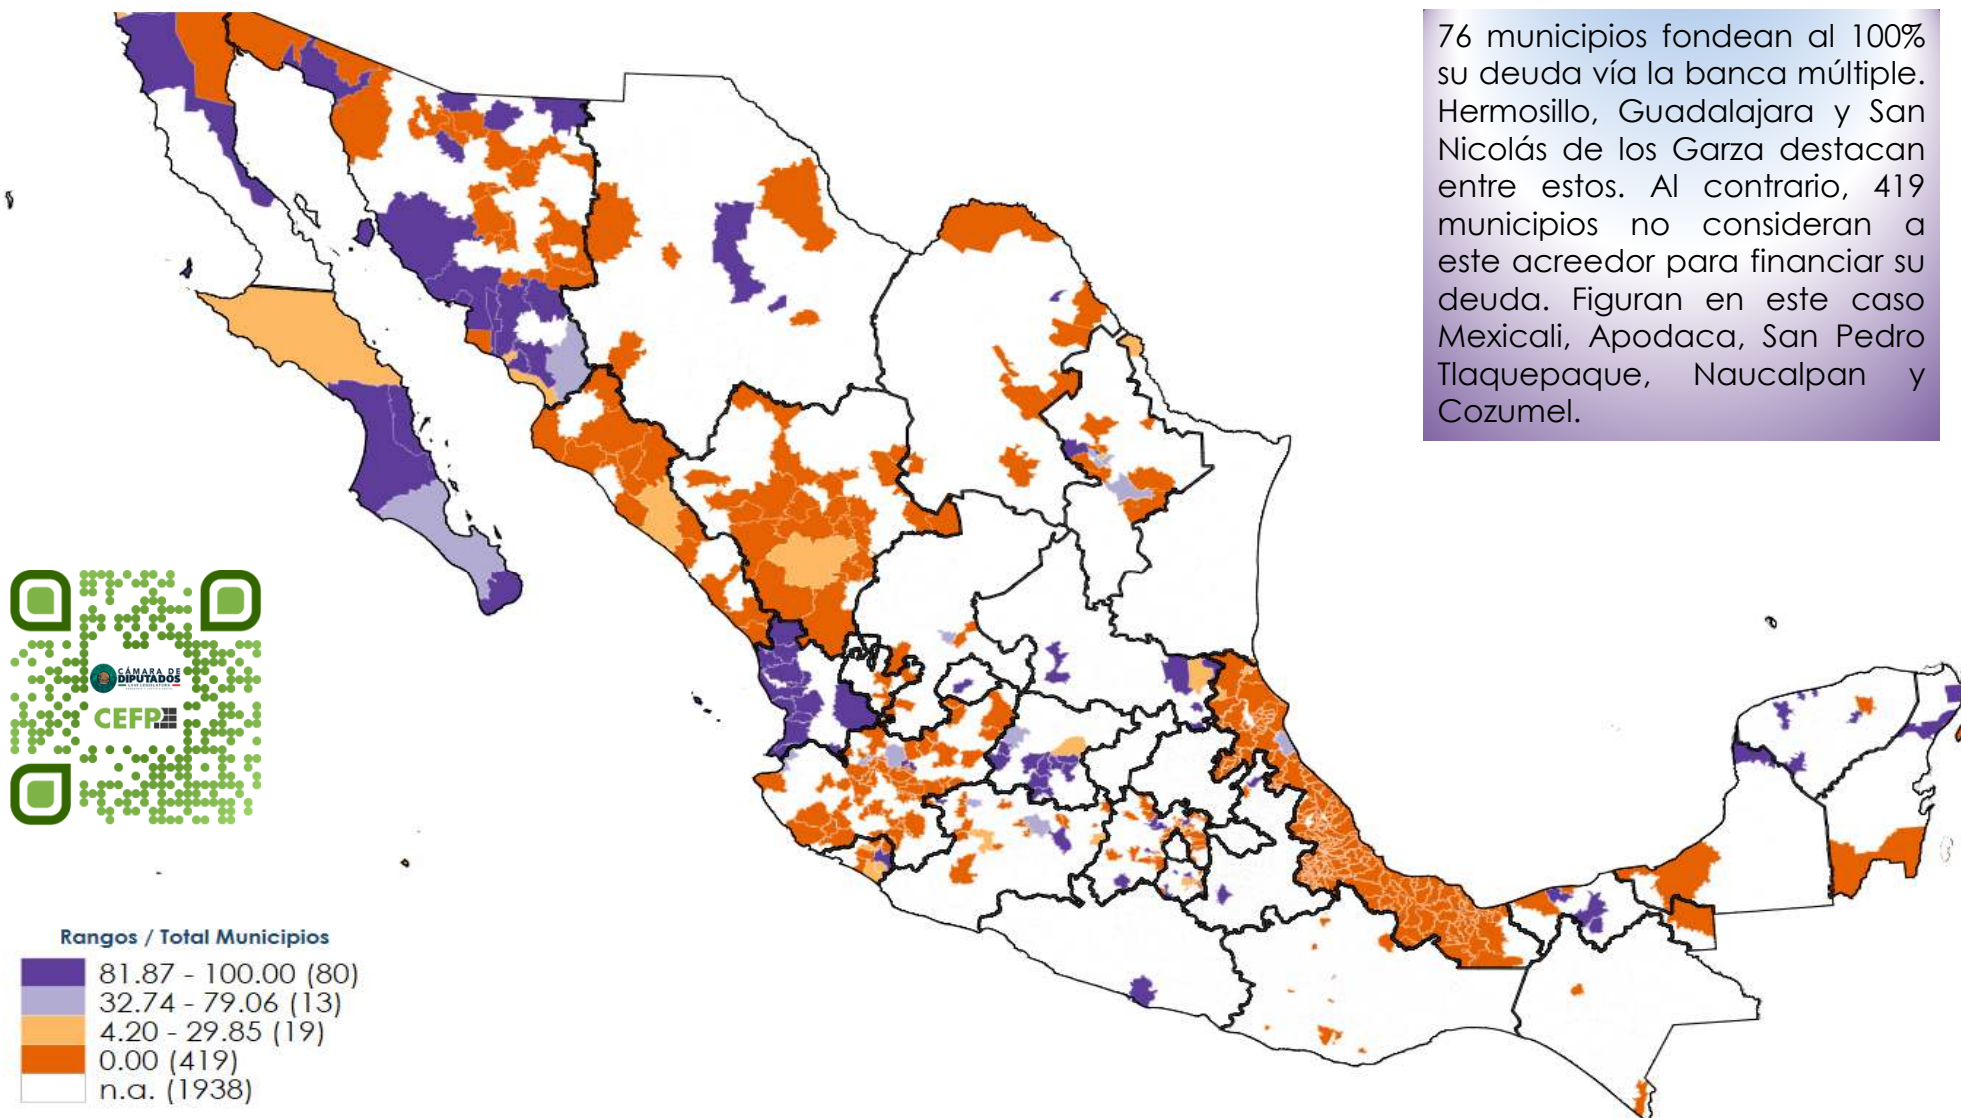 76 municipios fondean al 100%
su deuda vía la banca múltiple.
Hermosillo, Guadalajara y San
Nicolás de los Garza destacan
entre estos. Al contrario, 419
municipios no consideran a
este acreedor para financiar su
deuda. Figuran en este caso
Mexicali, Apodaca, San Pedro
Tlaquepaque, Naucalpan y
Cozumel.
CÁMARA DE
DIPUTADOS
CEFP
Rangos / Total Municipios
81.87 - 100.00 (80)
32.74 - 79.06 (13)
4.20 - 29.85 (19)
0.00 (419)
n.a. (1938)